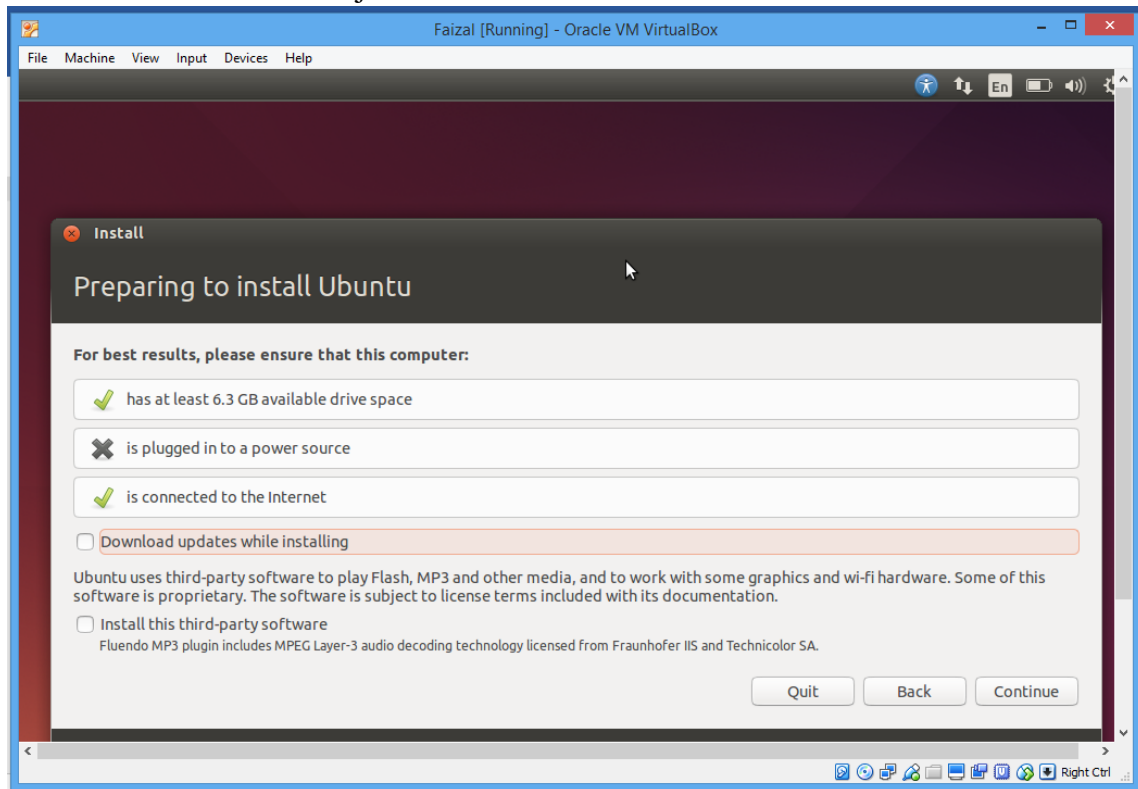 Faizal [Running] - Oracle VM VirtualBox
File Machine View Input Devices Help
En
Install
Preparing to install Ubuntu
For best results, please ensure that this computer:
has at least 6.3 GB available drive space
is plugged in to a power source
is connected to the Internet
Download updates while installing
Ubuntu uses third-party software to play Flash, MP3 and other media, and to work with some graphics and wi-fi hardware. Some of this
software is proprietary. The software is subject to license terms included with its documentation.
Install this third-party software
Fluendo MP3 plugin includes MPEG Layer-3 audio decoding technology licensed from Fraunhofer IIS and Technicolor SA.
Quit Back Continue
Right Ctrl